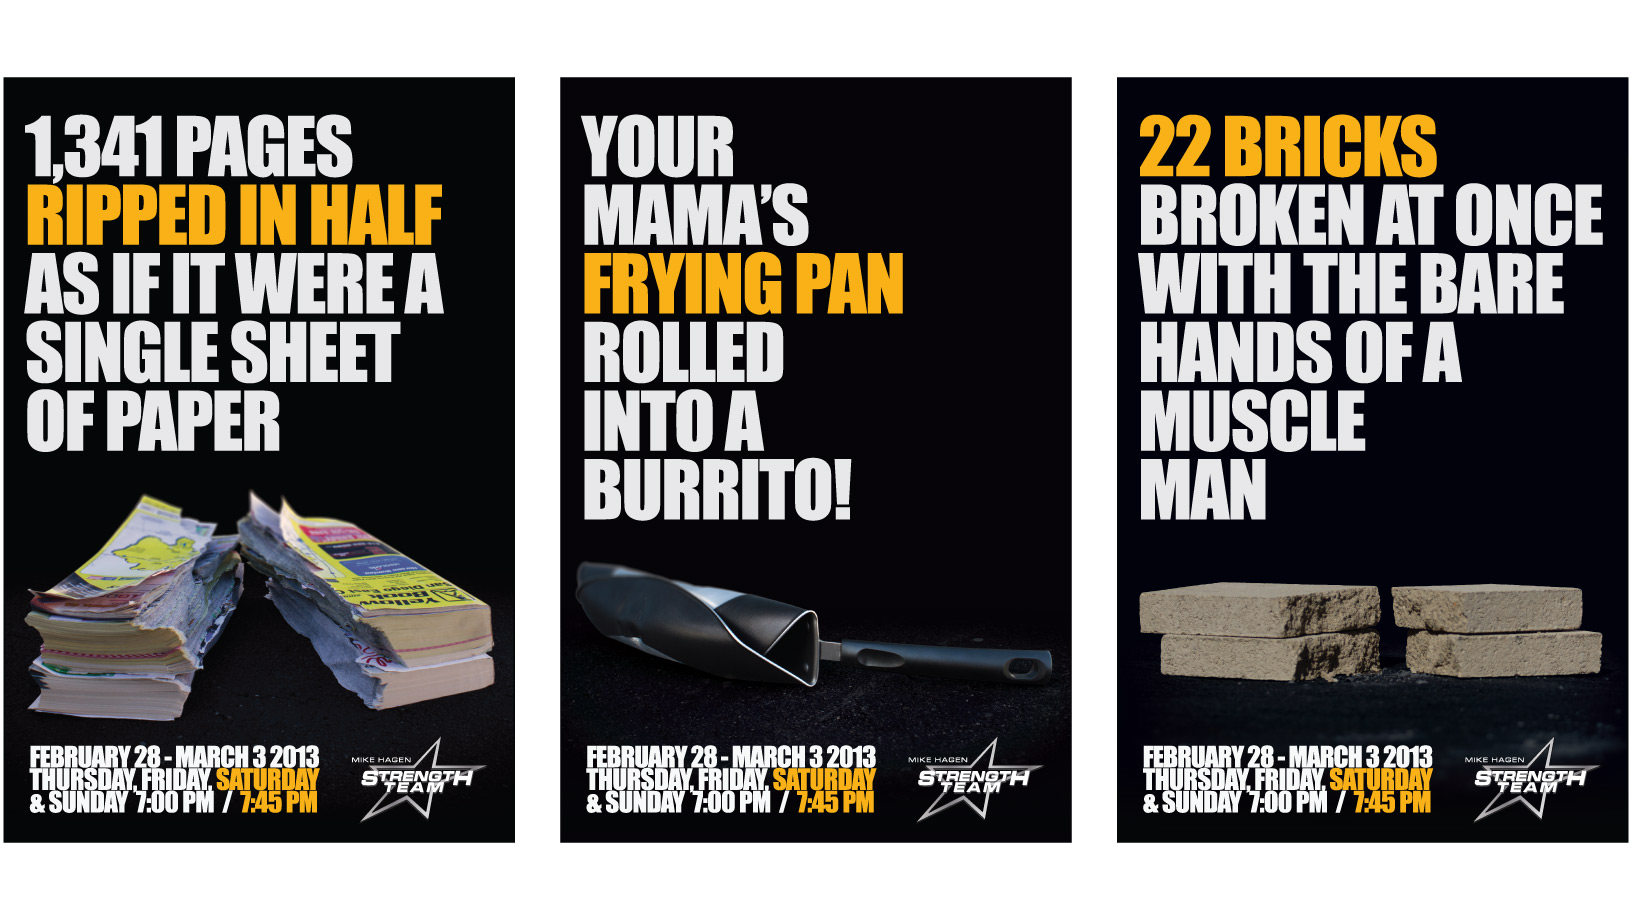 1,341 PAGES
RIPPED IN HALF
AS IF IT WERE A
SINGLE SHEET
OF PAPER
Yellow
Book
FEBRUARY 28 - MARCH 3 2013
THURSDAY, FRIDAY, SATURDAY
& SUNDAY 7:00 PM / 7:45 PM
MIKE HAGEN
STRENGTH
TEAM
YOUR
MAMA'S
FRYING PAN
ROLLED
INTO A
BURRITO!
FEBRUARY 28 - MARCH 3 2013
THURSDAY, FRIDAY, SATURDAY
& SUNDAY 7:00 PM / 7:45 PM
MIKE HAGEN
STRENGTH
TEAM
22 BRICKS
BROKEN AT ONCE
WITH THE BARE
HANDS OF A
MUSCLE
MAN
FEBRUARY 28 - MARCH 3 2013
THURSDAY, FRIDAY, SATURDAY
& SUNDAY 7:00 PM / 7:45 PM
MIKE HAGEN
STRENGTH
TEAM